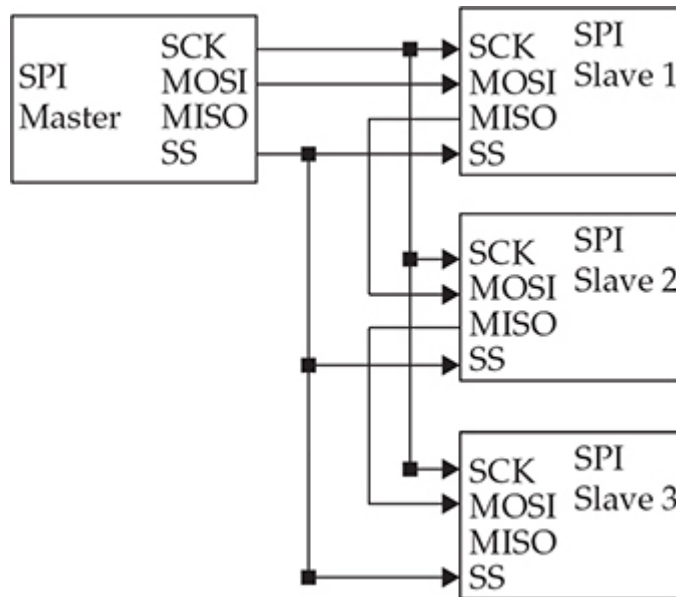 SPI
Master
SCK
MOSI
MISO
SS
SCK
MOSI
MISO
SS
SPI
Slave 1
SCK
MOSI
MISO
SS
SPI
Slave 2
SCK
MOSI
MISO
SS
SPI
Slave 3